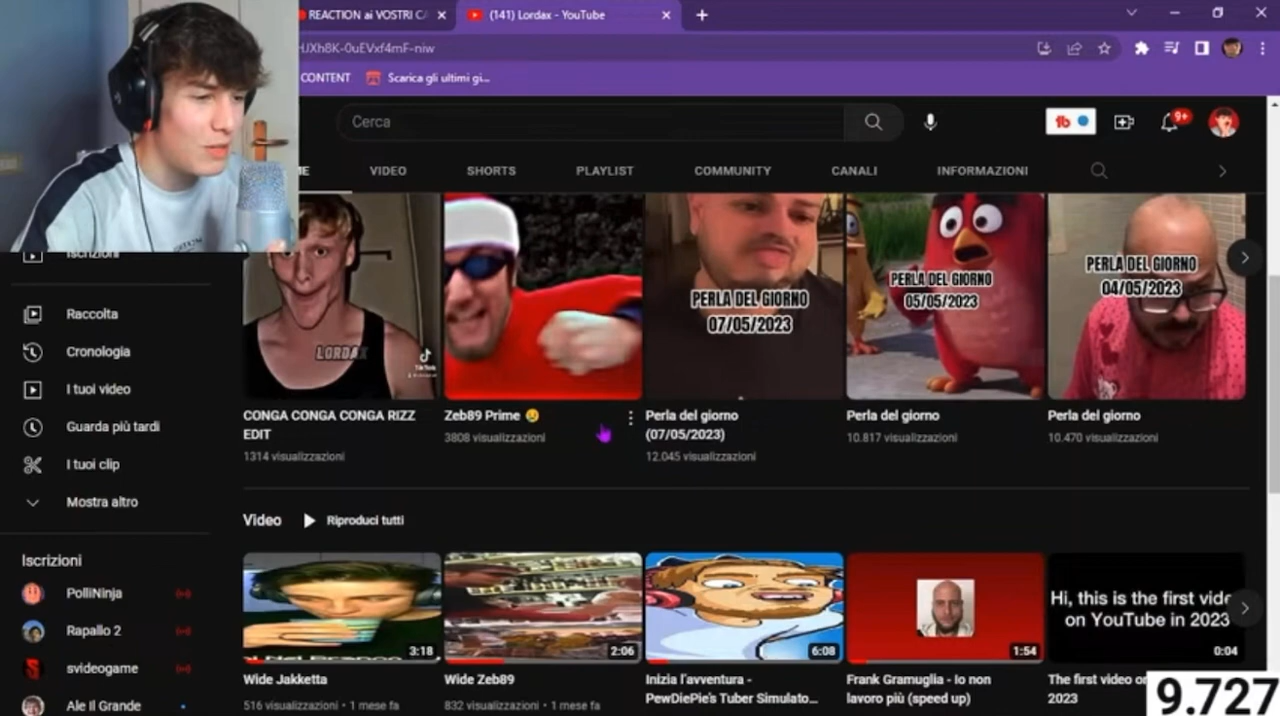 REACTION ai VOSTRI CA
(141) Lordax - YouTube
JXh8K-0uEVxf4mF-niw
CONTENT
Scarica gli ultimi gi...
Cerca
9+
ME
VIDEO
SHORTS
PLAYLIST
COMMUNITY
CANALI
INFORMAZIONI
Iscrizioni
Raccolta
Cronologia
I tuoi video
Guarda più tardi
I tuoi clip
Mostra altro
Iscrizioni
PolliNinja
Rapallo 2
svideogame
Ale Il Grande
LORDAX
TikTok
PERLA DEL GIORNO
07/05/2023
PERLA DEL GIORNO
05/05/2023
PERLA DEL GIORNO
04/05/2023
CONGA CONGA CONGA RIZZ
EDIT
1314 visualizzazioni
Zeb89 Prime 😢
3808 visualizzazioni
Perla del giorno
(07/05/2023)
12.045 visualizzazioni
Perla del giorno
10.817 visualizzazioni
Perla del giorno
10.470 visualizzazioni
Video
Riproduci tutti
3:18
2:06
6:08
1:54
Hi, this is the first vide
on YouTube in 2023
0:04
Wide Jakketta
516 visualizzazioni • 1 mese fa
Wide Zeb89
832 visualizzazioni • 1 mese fa
Inizia l'avventura -
PewDiePie's Tuber Simulato...
Frank Gramuglia - Io non
lavoro più (speed up)
The first video on
2023
9.727